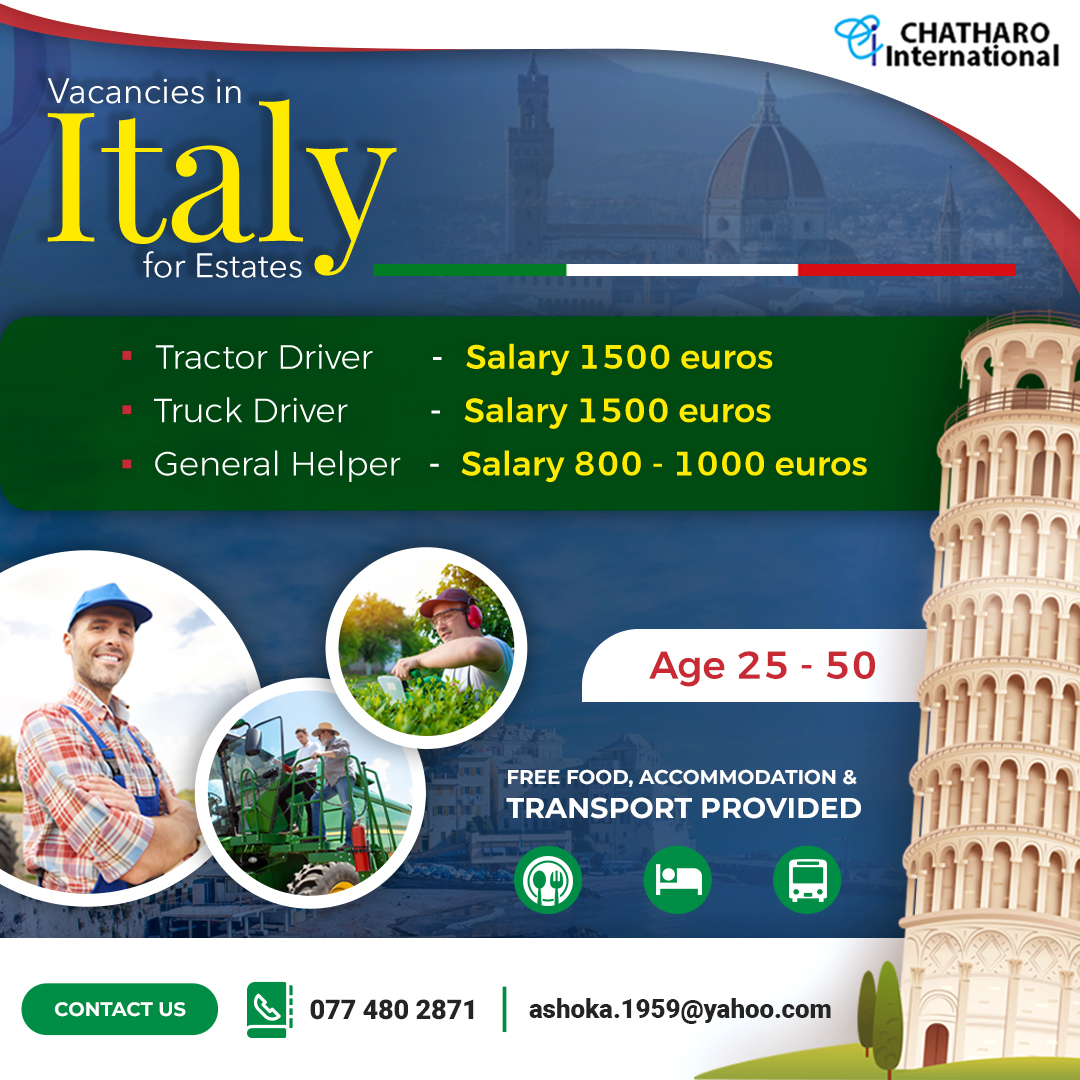 CHATHARO
International
Vacancies in
Italy
for Estates
▪ Tractor Driver - Salary 1500 euros
▪ Truck Driver - Salary 1500 euros
▪ General Helper - Salary 800 - 1000 euros
Age 25 - 50
FREE FOOD, ACCOMMODATION &
TRANSPORT PROVIDED
CONTACT US 077 480 2871 | ashoka.1959@yahoo.com